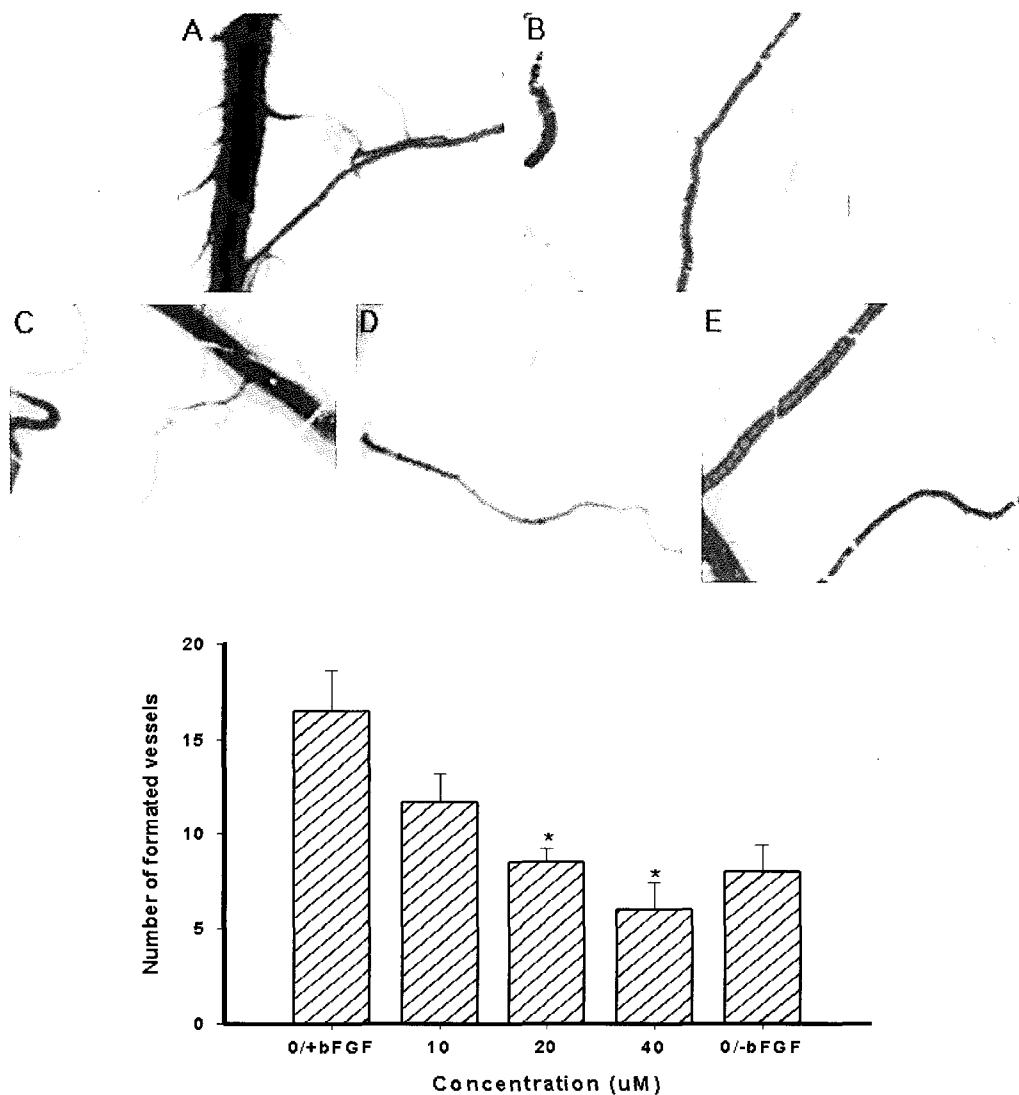 A
B
C
D
E
20
15
10
5
0
Number of formated vessels
*
*
0/+bFGF 10 20 40 0/-bFGF
Concentration (uM)